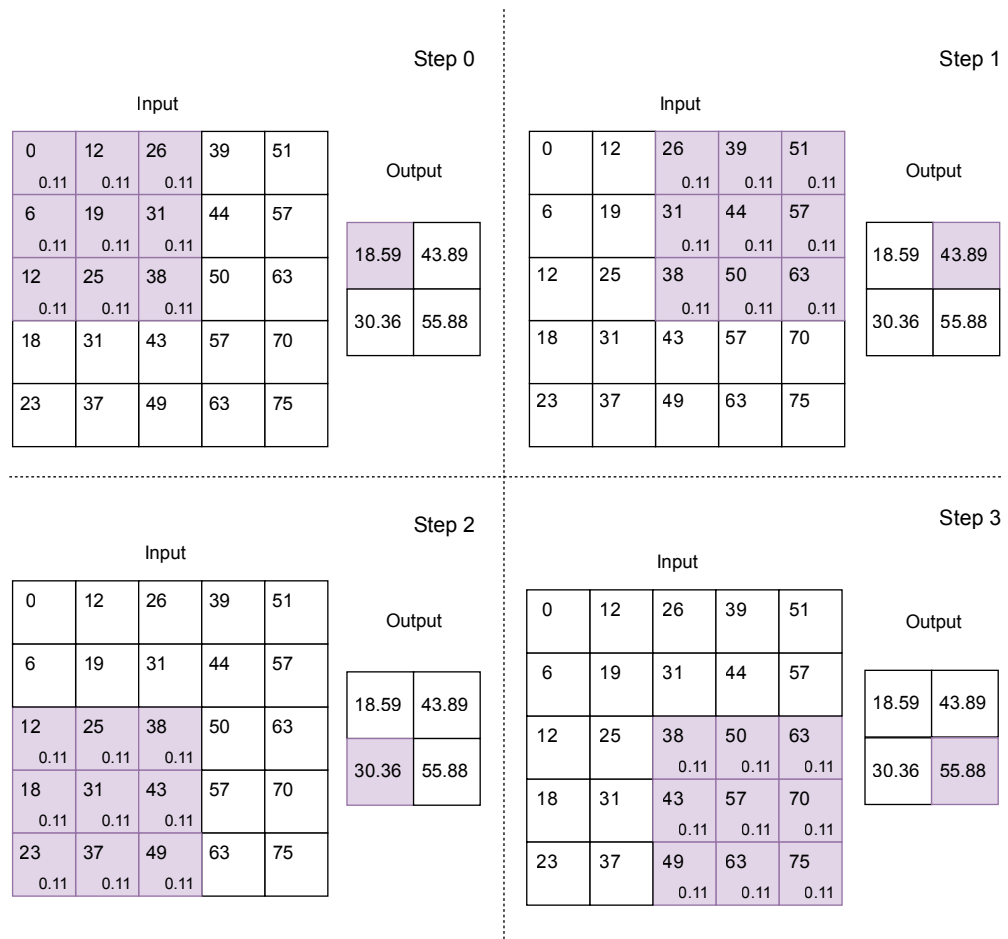 Step 0
Input
0 12 26 39 51
0.11 0.11 0.11
6 19 31 44 57
0.11 0.11 0.11
12 25 38 50 63
0.11 0.11 0.11
18 31 43 57 70
23 37 49 63 75
Output
18.59 43.89
30.36 55.88
Step 1
Input
0 12 26 39 51
0.11 0.11 0.11
6 19 31 44 57
0.11 0.11 0.11
12 25 38 50 63
0.11 0.11 0.11
18 31 43 57 70
23 37 49 63 75
Output
18.59 43.89
30.36 55.88
Step 2
Input
0 12 26 39 51
6 19 31 44 57
12 25 38 50 63
0.11 0.11 0.11
18 31 43 57 70
0.11 0.11 0.11
23 37 49 63 75
0.11 0.11 0.11
Output
18.59 43.89
30.36 55.88
Step 3
Input
0 12 26 39 51
6 19 31 44 57
12 25 38 50 63
0.11 0.11 0.11
18 31 43 57 70
0.11 0.11 0.11
23 37 49 63 75
0.11 0.11 0.11
Output
18.59 43.89
30.36 55.88